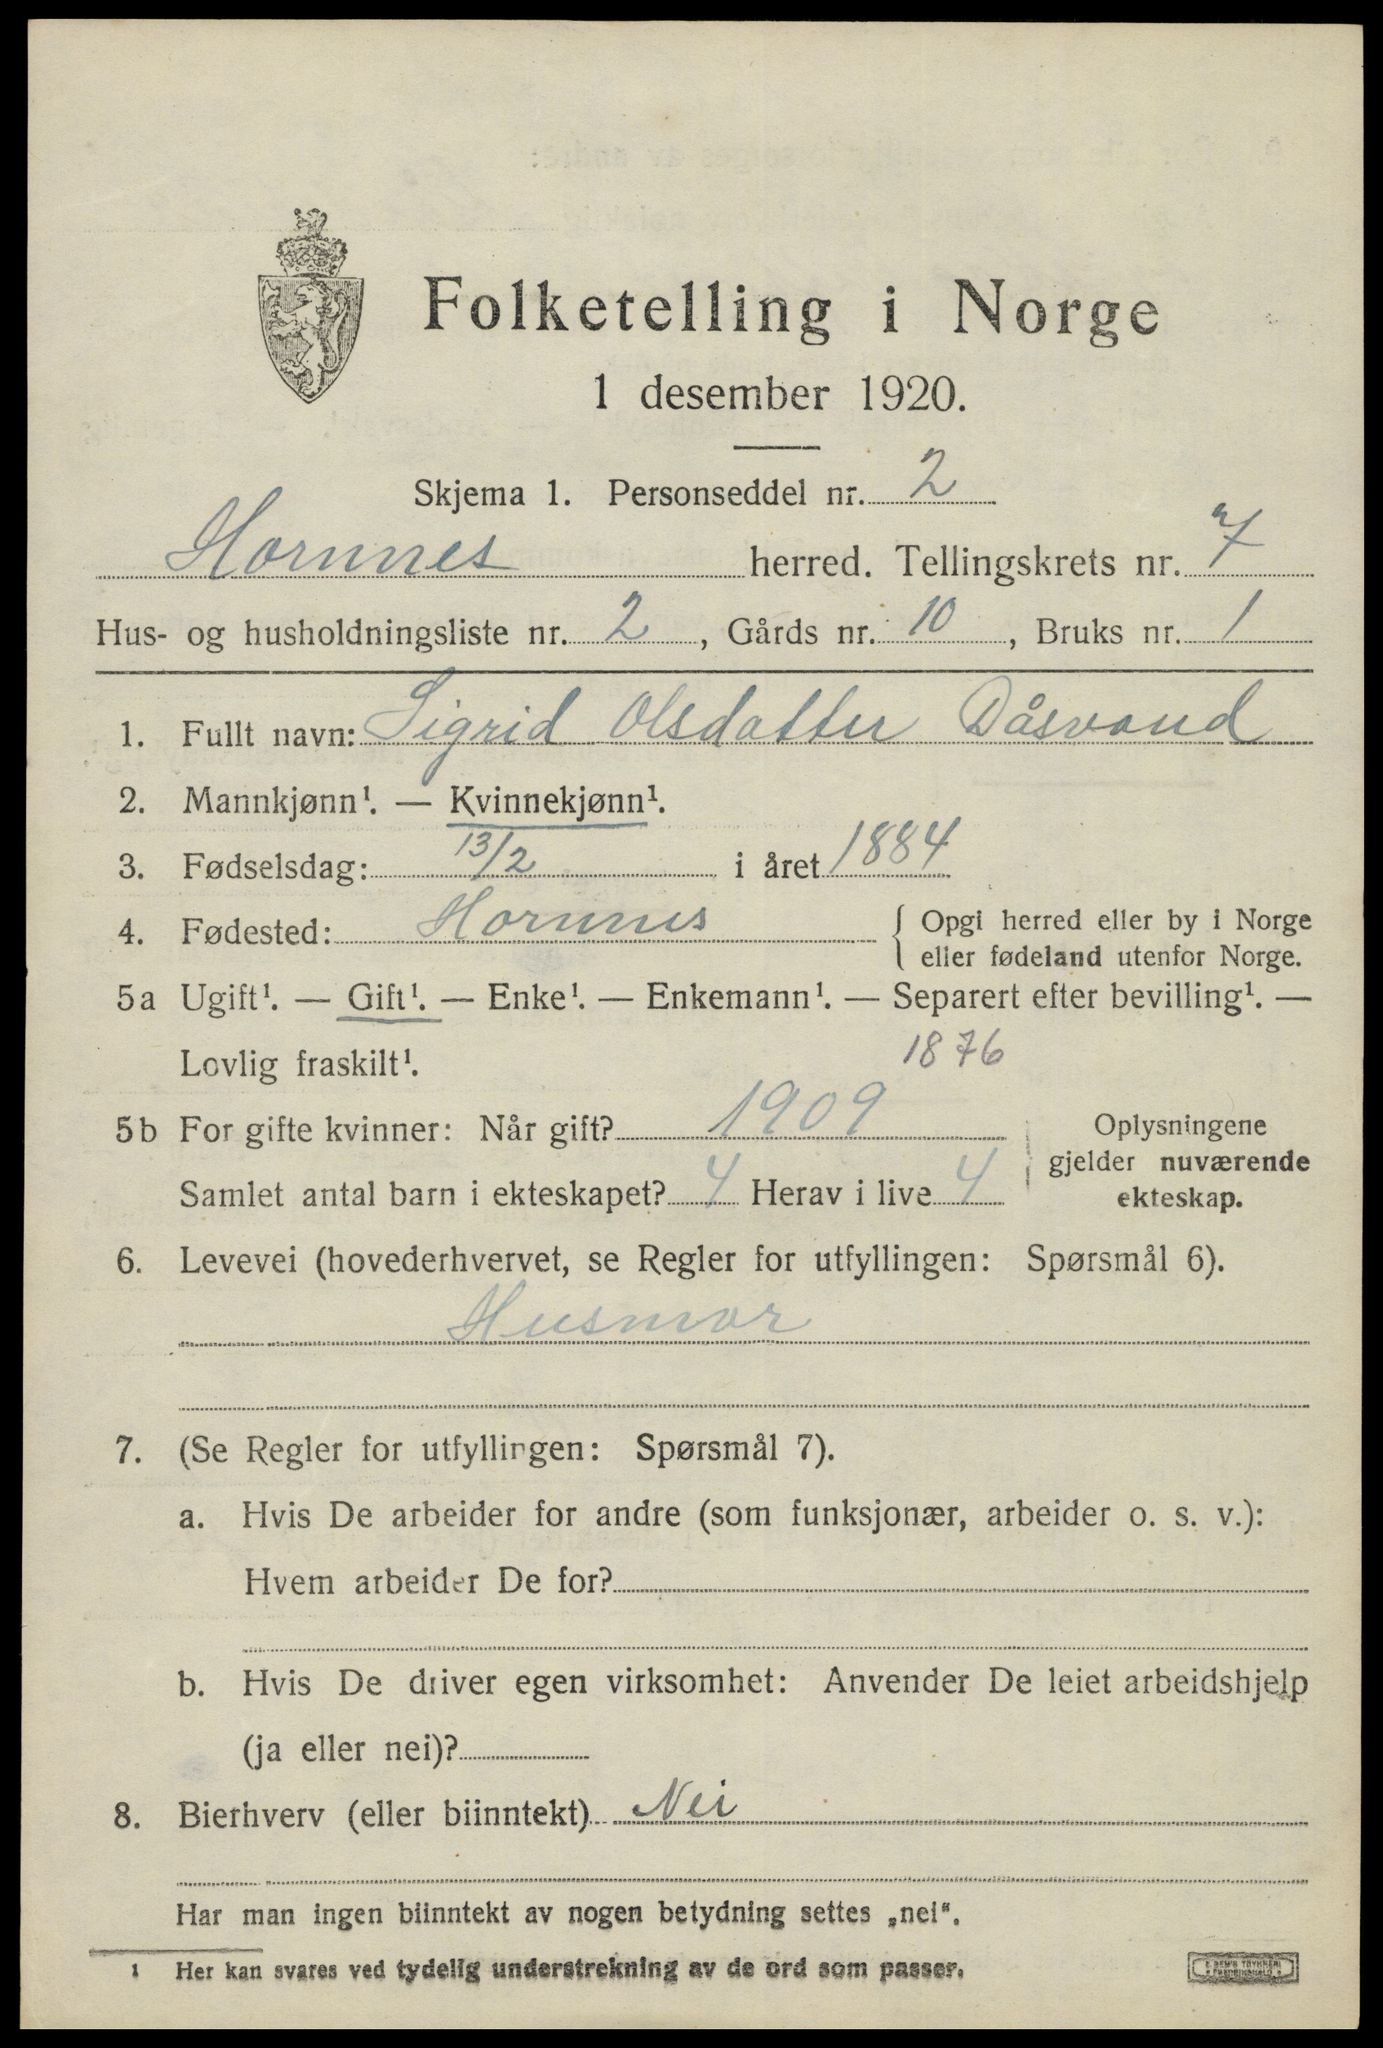 Folketelling i Norge
1 desember 1920.
Skjema 1. Personseddel nr. 2
Hornnes herred. Tellingskrets nr. 7
Hus- og husholdningsliste nr. 2, Gårds nr. 10, Bruks nr. 1
1. Fullt navn: Sigrid Olsdatter Dåsvand
2. Mannkjønn¹. — Kvinnekjønn¹.
3. Fødselsdag: 13/2 i året 1884
4. Fødested: Hornnes { Opgi herred eller by i Norge
eller fødeland utenfor Norge.
5a Ugift¹. — Gift¹. — Enke¹. — Enkemann¹. — Separert efter bevilling¹. —
Lovlig fraskilt¹. 1876
5b For gifte kvinner: Når gift? 1909 Oplysningene
gjelder nuværende
Samlet antal barn i ekteskapet? 4 Herav i live 4 ekteskap.
6. Levevei (hovederhvervet, se Regler for utfyllingen: Spørsmål 6).
Husmor
7. (Se Regler for utfyllingen: Spørsmål 7).
a. Hvis De arbeider for andre (som funksjonær, arbeider o. s. v.):
Hvem arbeider De for?
b. Hvis De driver egen virksomhet: Anvender De leiet arbeidshjelp
(ja eller nei)?
8. Bierhverv (eller biinntekt) Nei
Har man ingen biinntekt av nogen betydning settes „nei“.
1 Her kan svares ved tydelig understrekning av de ord som passer.